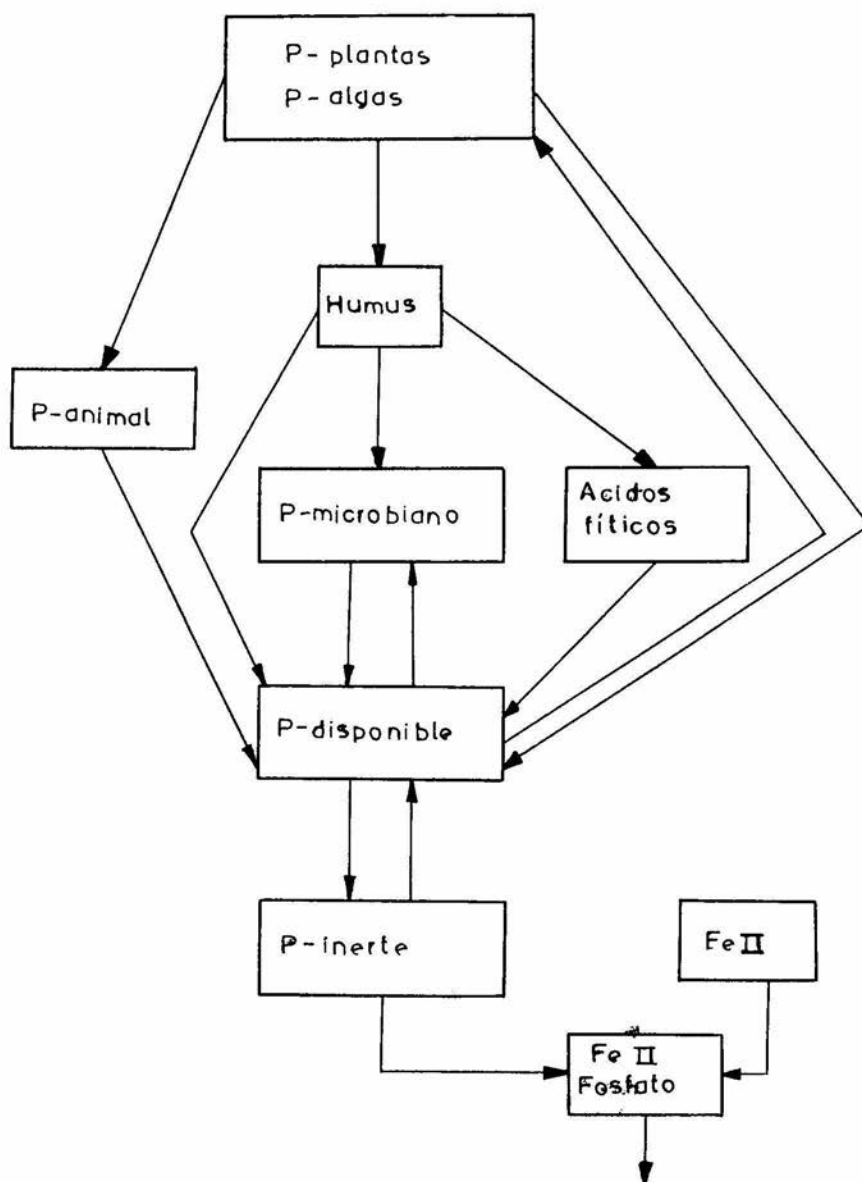 P- plantas
P- algas
Humus
P-animal
P-microbiano
Acidos
fíticos
P-disponible
P-inerte
Fe II
Fe II
Fosfato